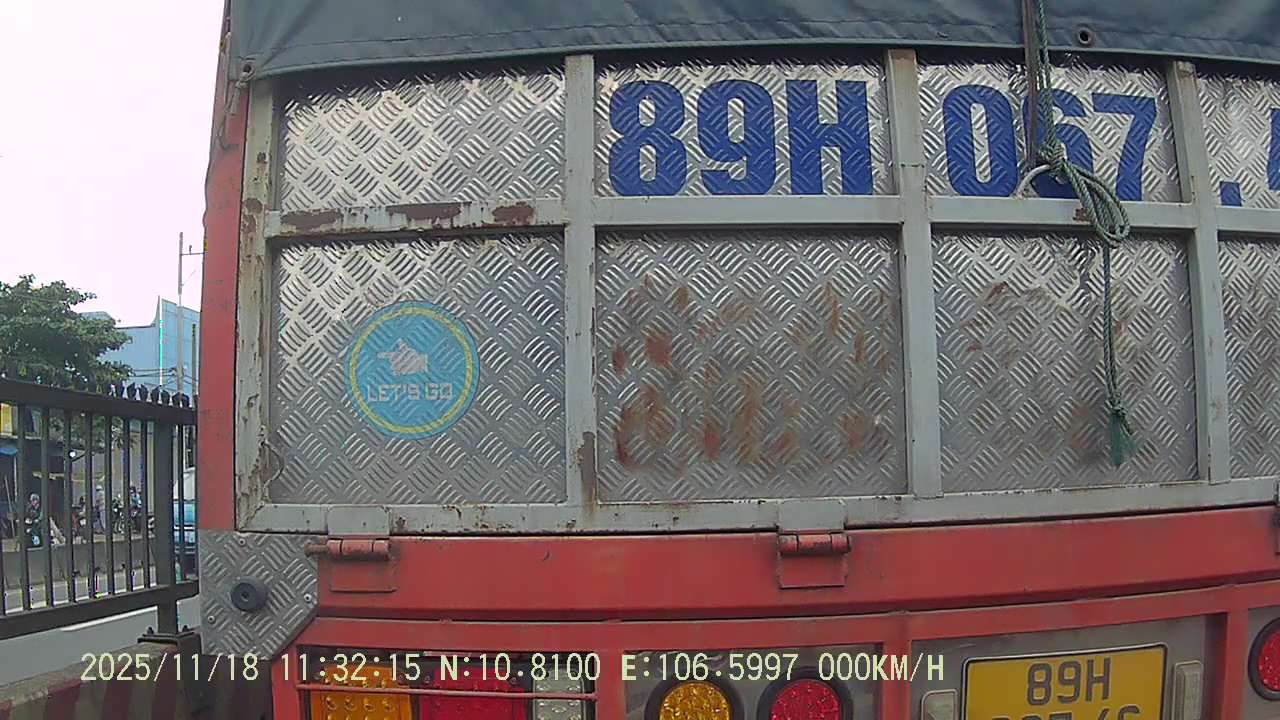 89H 067.
LET'S GO
89H
2025/11/18 11:32:15 N:10.8100 E:106.5997 000KM/H